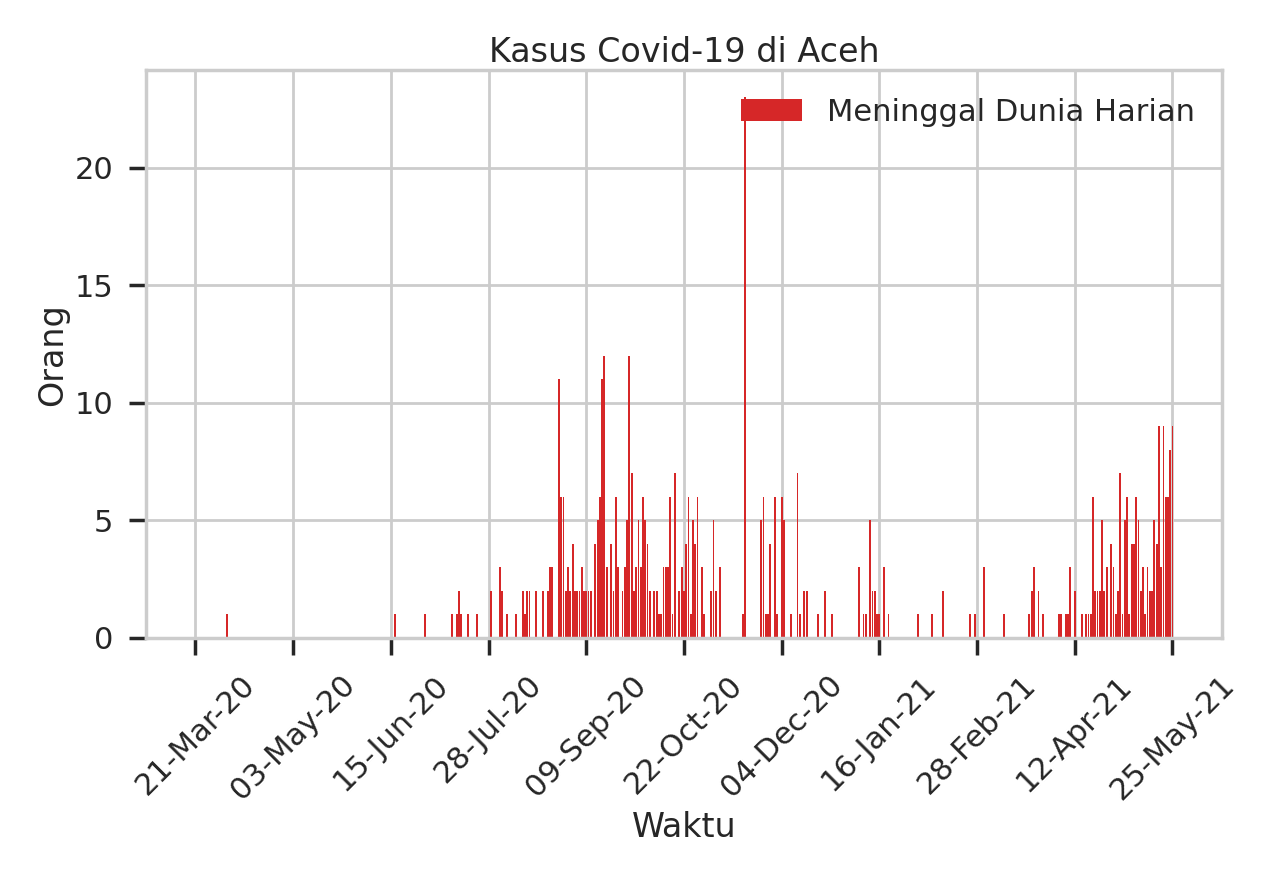 Kasus Covid-19 di Aceh
Meninggal Dunia Harian
Orang
20
15
10
5
0
21-Mar-20
03-May-20
15-Jun-20
28-Jul-20
09-Sep-20
22-Oct-20
04-Dec-20
16-Jan-21
28-Feb-21
12-Apr-21
25-May-21
Waktu